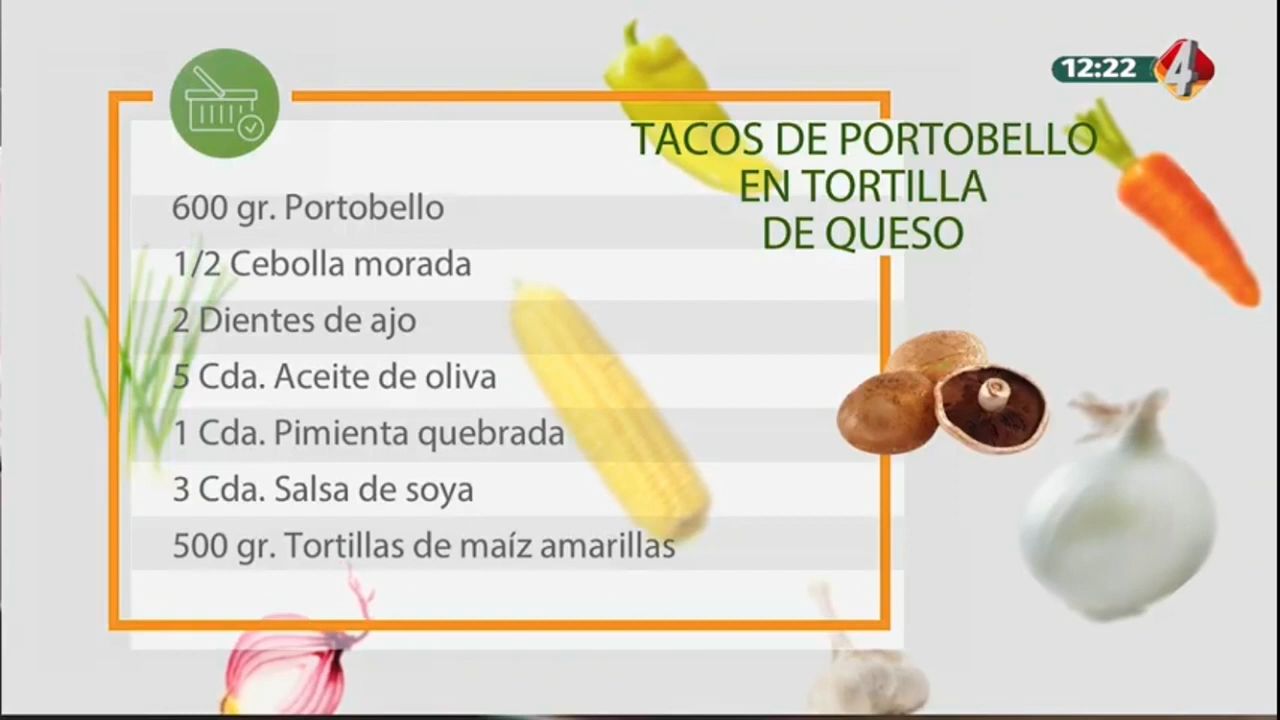 12:22 4
TACOS DE PORTOBELLO
EN TORTILLA
DE QUESO
600 gr. Portobello
1/2 Cebolla morada
2 Dientes de ajo
5 Cda. Aceite de oliva
1 Cda. Pimienta quebrada
3 Cda. Salsa de soya
500 gr. Tortillas de maíz amarillas